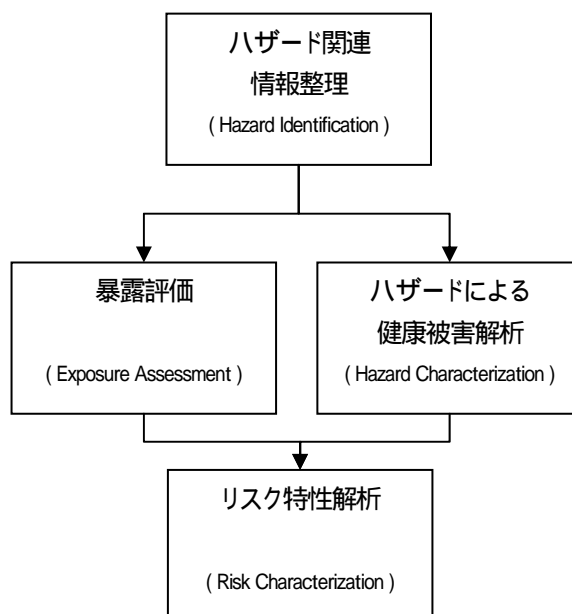 ハザード関連
情報整理
( Hazard Identification )
暴露評価
( Exposure Assessment )
ハザードによる
健康被害解析
( Hazard Characterization )
リスク特性解析
( Risk Characterization )